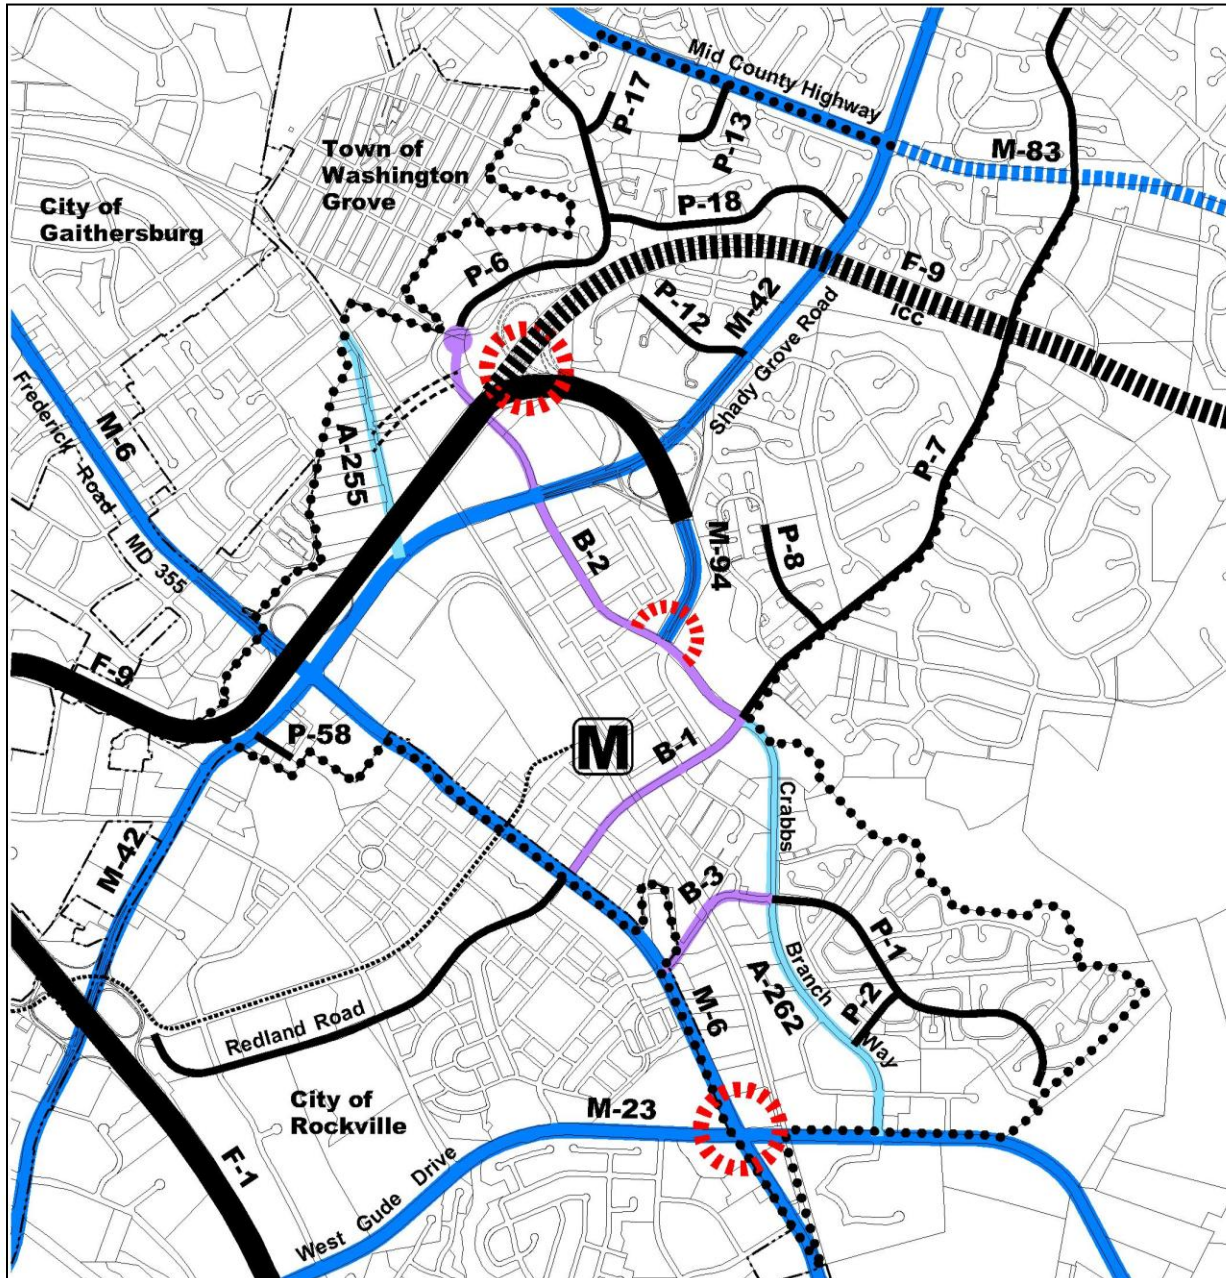 Mid County Highway
P-17
P-13
M-83
Town of
Washington
Grove
City of
Gaithersburg
P-18
P-6
F-9
ICC
P-12
M-42
Shady Grove Road
M-6
Frederick Road
MD 355
A-255
P-7
B-2
M-94
P-8
F-9
P-58
M
B-1
Crabbs
Branch
Way
M-42
B-3
P-1
P-2
A-262
M-6
Redland Road
City of
Rockville
M-23
F-1
West Gude Drive